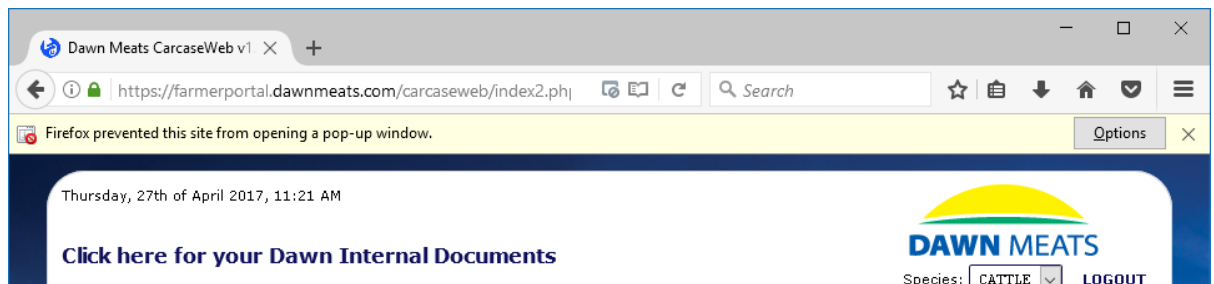 Dawn Meats CarcaseWeb v1
https://farmerportal.dawnmeats.com/carcaseweb/index2.ph
Search
Firefox prevented this site from opening a pop-up window.
Options
Thursday, 27th of April 2017, 11:21 AM
DAWN MEATS
Click here for your Dawn Internal Documents
Species: CATTLE LOGOUT